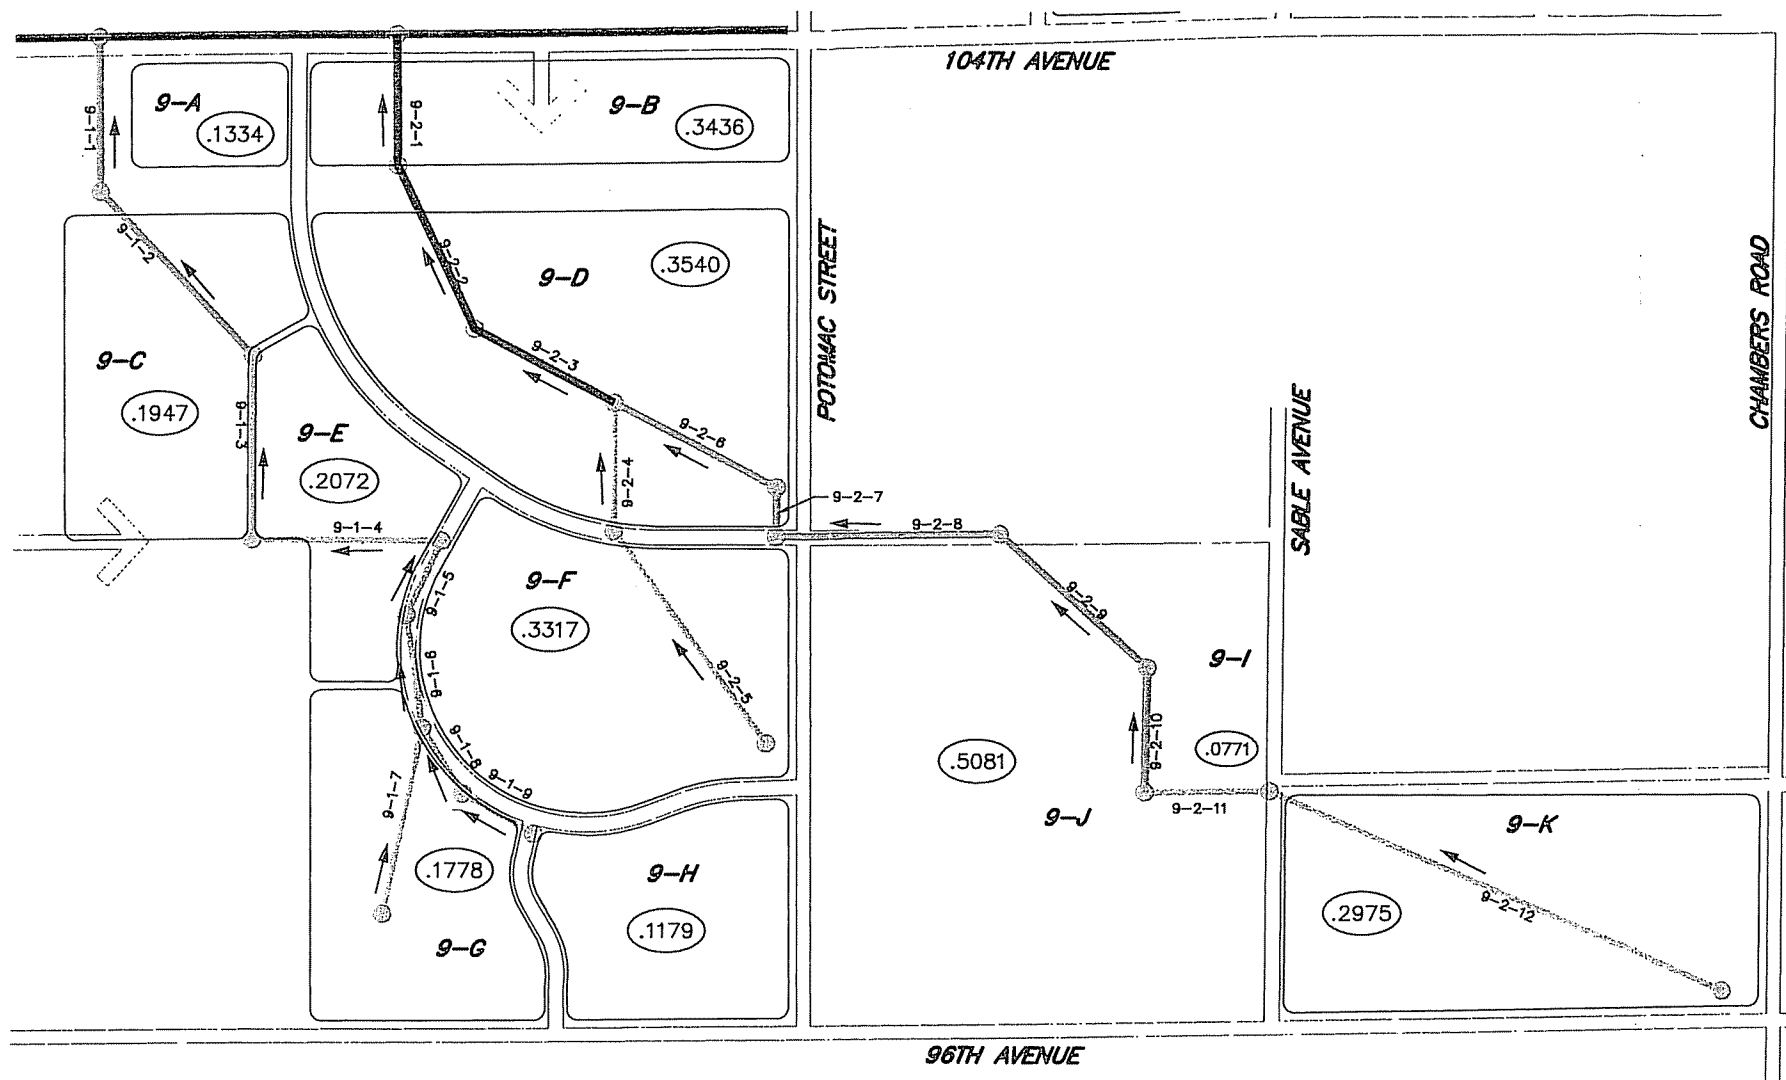 104TH AVENUE
9-A
.1334
9-B
.3436
9-1-1
9-2-1
9-1-2
9-2-2
9-D
.3540
POTOMAC STREET
CHAMBERS ROAD
9-C
.1947
9-2-3
9-1-3
9-E
.2072
9-2-6
9-2-4
SABLE AVENUE
9-2-7
9-1-4
9-2-8
9-1-5
9-F
.3317
9-2-9
9-I
.0771
9-1-6
9-2-5
9-2-10
9-1-8
9-1-9
.5081
9-1-7
9-J
9-2-11
9-K
.2975
9-2-12
.1778
9-H
.1179
9-G
96TH AVENUE